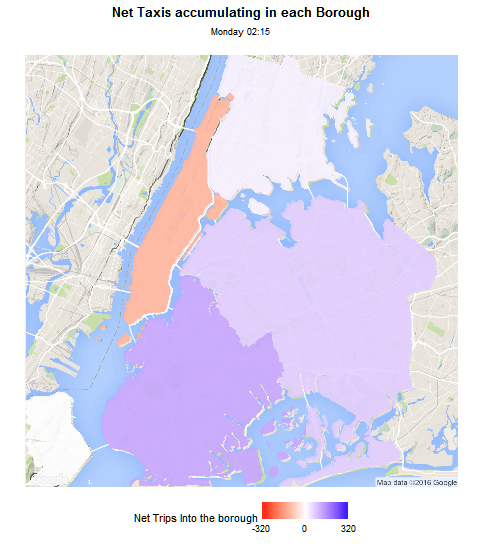 Net Taxis accumulating in each Borough
Monday 02:15
Map data ©2016 Google
Net Trips Into the borough
-320 0 320